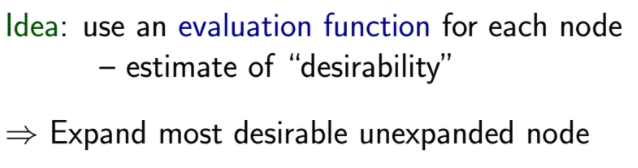 Idea: use an evaluation function for each node
– estimate of “desirability”
⇒ Expand most desirable unexpanded node